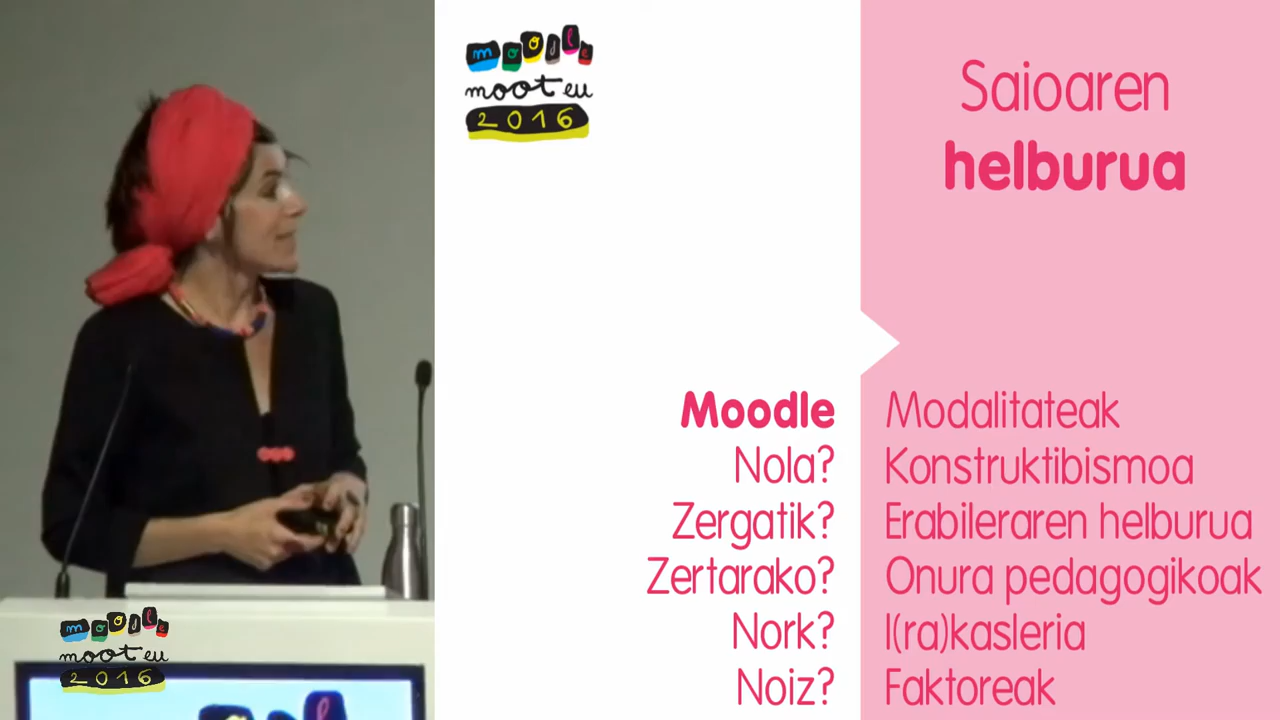 moodle
moot eu
2016
Saioaren
helburua
Moodle Modalitateak
Nola? Konstruktibismoa
Zergatik? Erabileraren helburua
Zertarako? Onura pedagogikoak
Nork? I(ra)kasleria
Noiz? Faktoreak
moodle
moot eu
2016